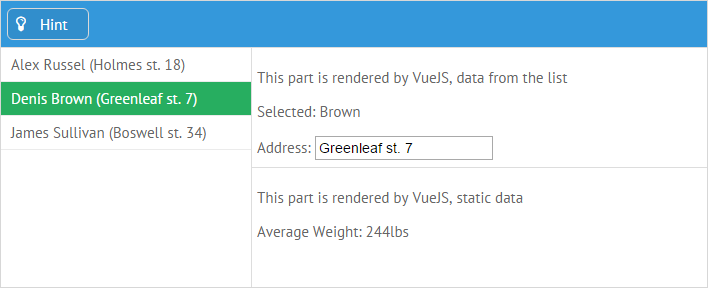 Hint
Alex Russel (Holmes st. 18)
Denis Brown (Greenleaf st. 7)
James Sullivan (Boswell st. 34)
This part is rendered by VueJS, data from the list
Selected: Brown
Address: Greenleaf st. 7
This part is rendered by VueJS, static data
Average Weight: 244lbs